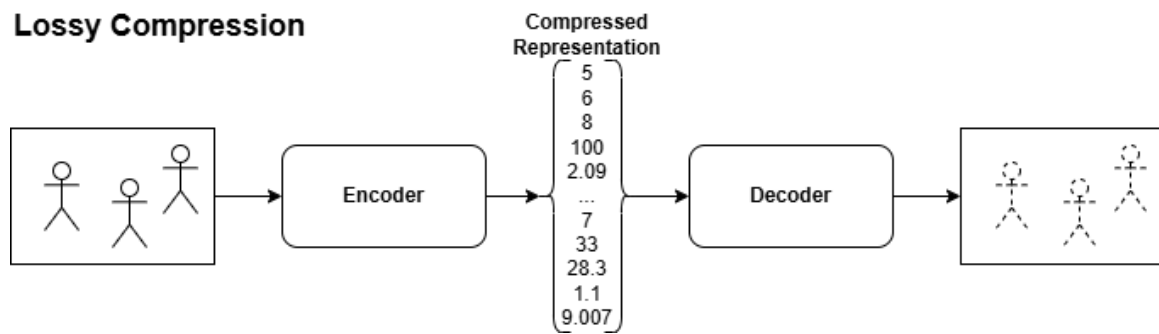 Lossy Compression
Compressed
Representation
5
6
8
100
2.09
...
7
33
28.3
1.1
9.007
Encoder
Decoder